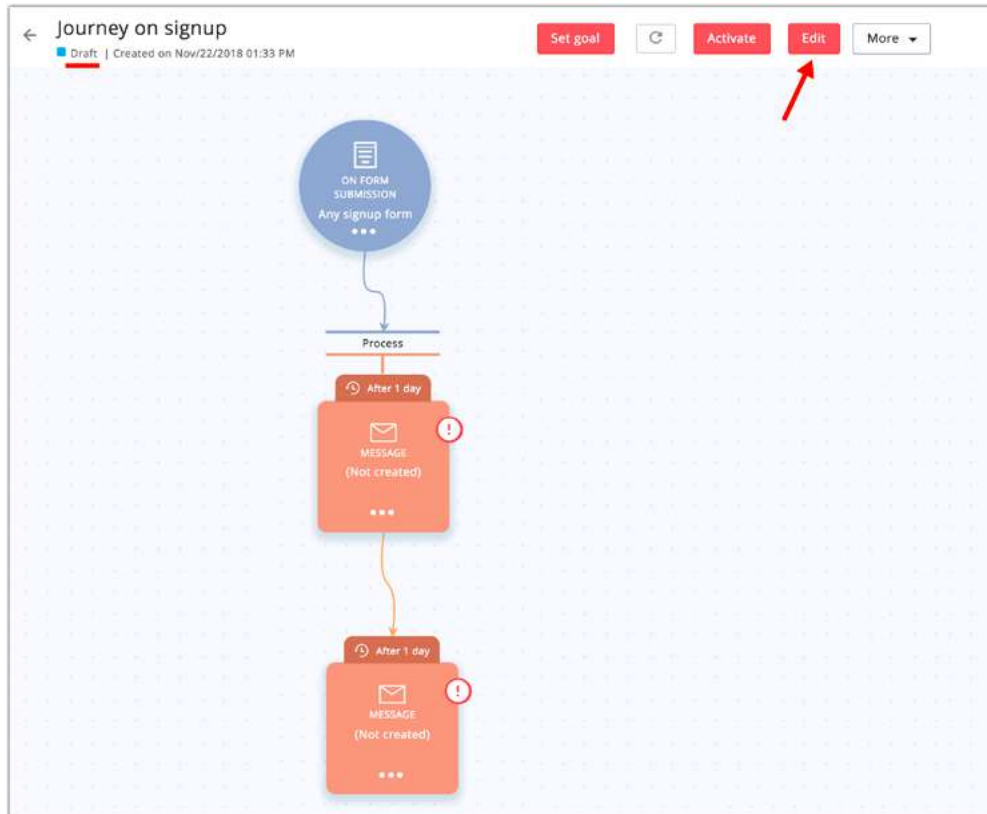 Journey on signup
Draft | Created on Nov/22/2018 01:33 PM
Set goal
Activate
Edit
More
ON FORM
SUBMISSION
Any signup form
Process
After 1 day
MESSAGE
(Not created)
After 1 day
MESSAGE
(Not created)